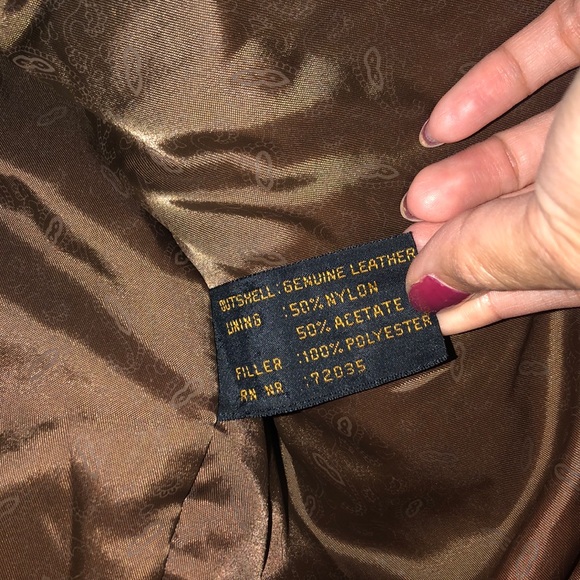 OUTSHELL : GENUINE LEATHER
LINING : 50% NYLON
50% ACETATE
FILLER : 100% POLYESTER
RN NR : 72035